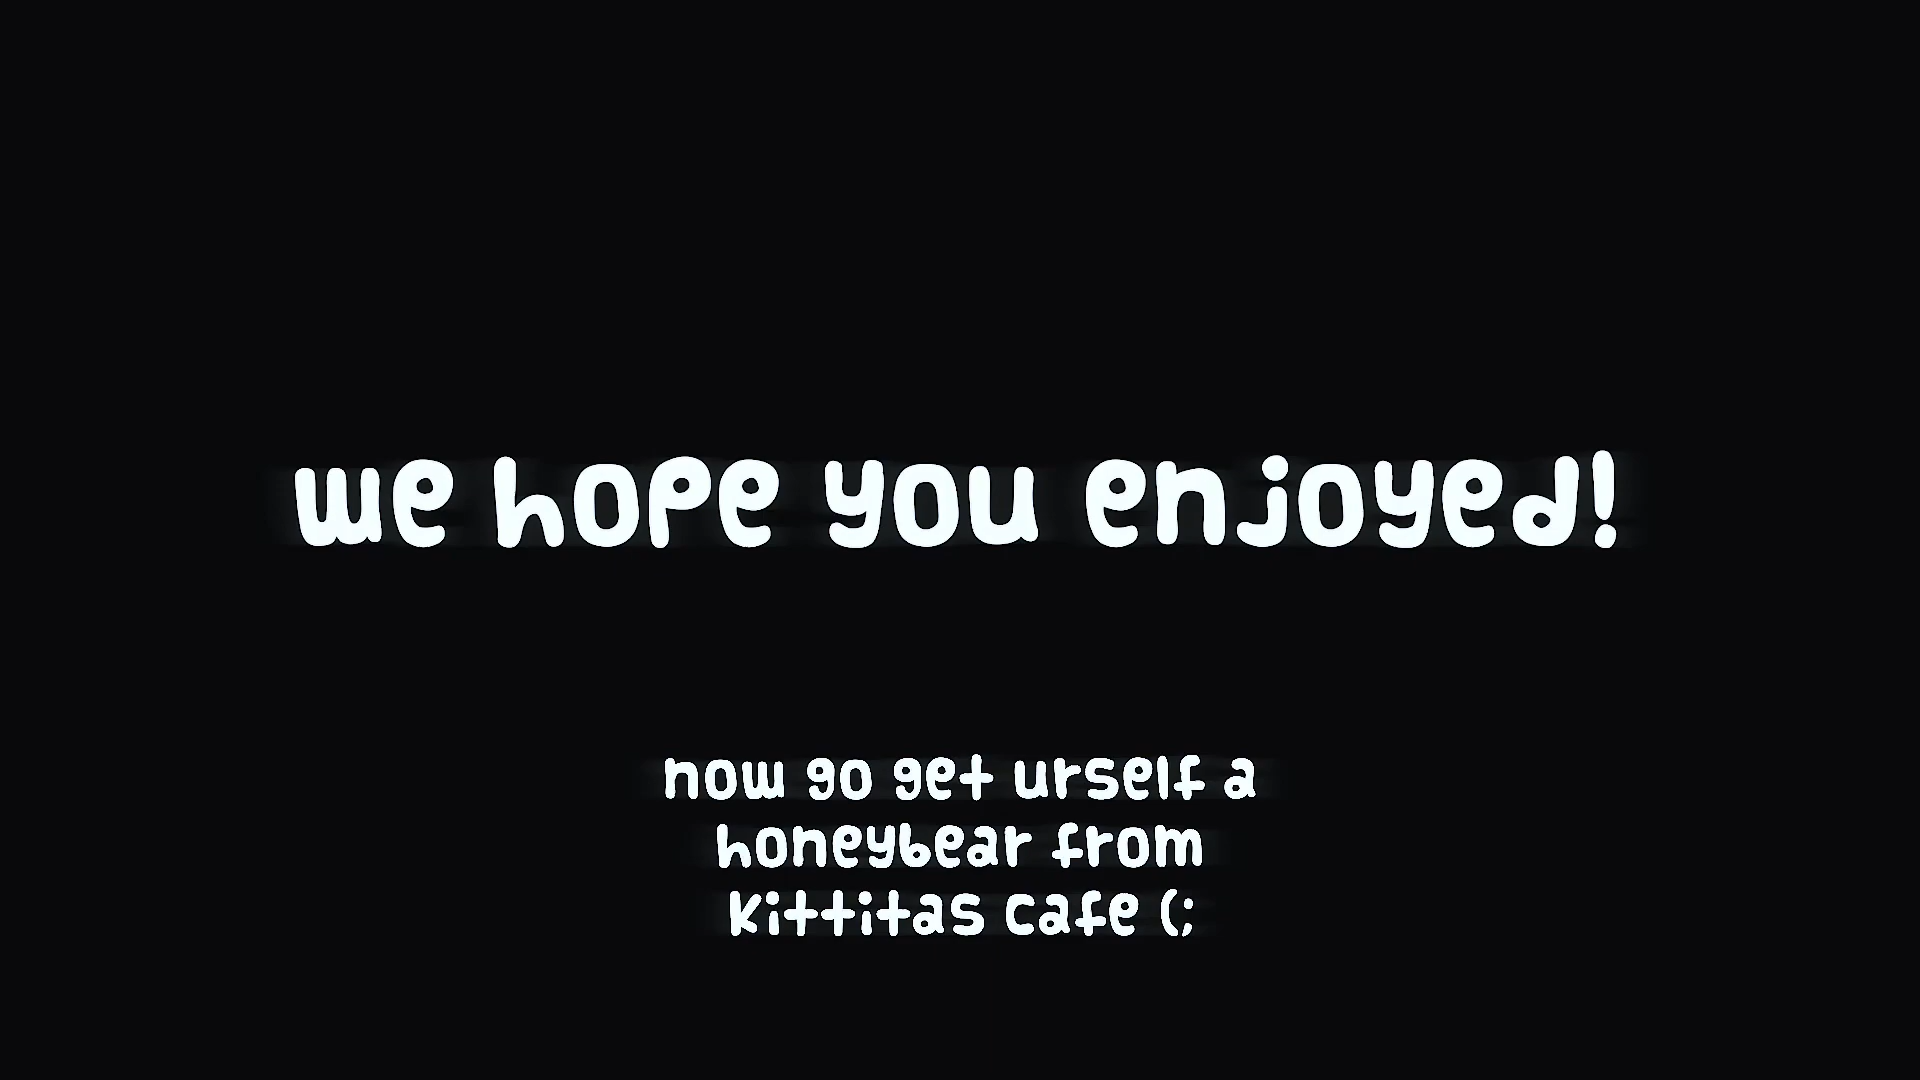 we hope you enjoyed!
now go get urself a
honeybear from
kittitas cafe (;